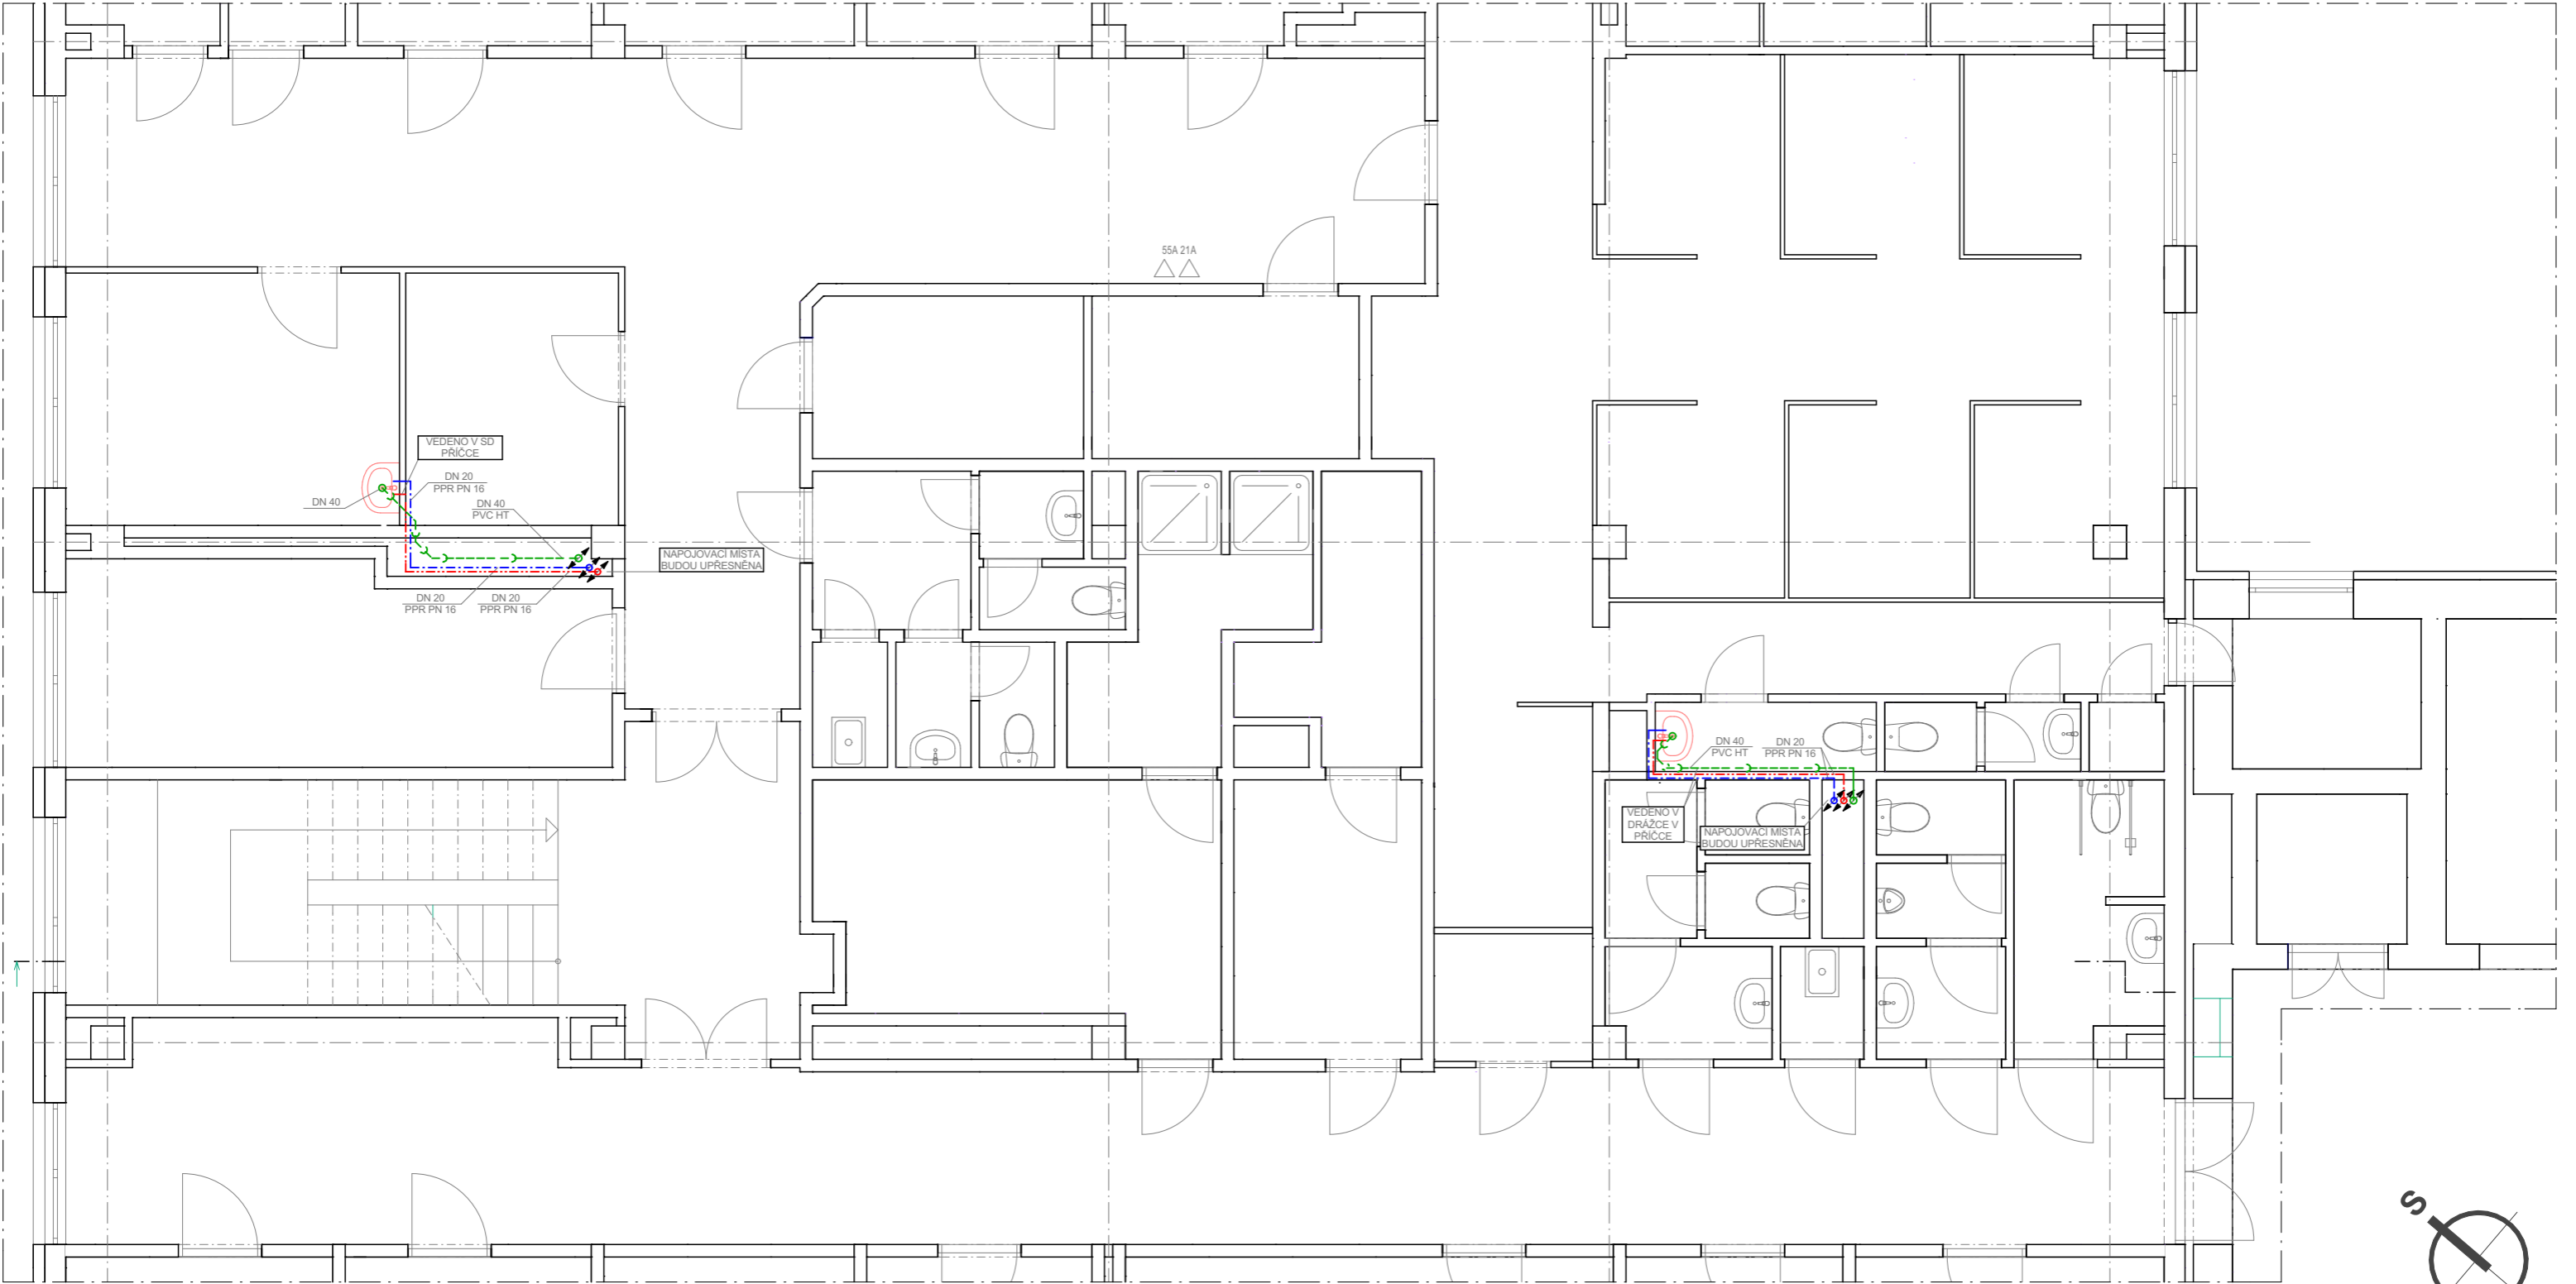 55A 21A
VEDENO V SD
PŘÍČCE
DN 20
PPR PN 16
DN 40
DN 40
PVC HT
NAPOJOVACÍ MÍSTA
BUDOU UPŘESNĚNA
DN 20
PPR PN 16
DN 20
PPR PN 16
DN 40
PVC HT
DN 20
PPR PN 16
VEDENO V
DRÁŽCE V
PŘÍČCE
NAPOJOVACÍ MÍSTA
BUDOU UPŘESNĚNA
S